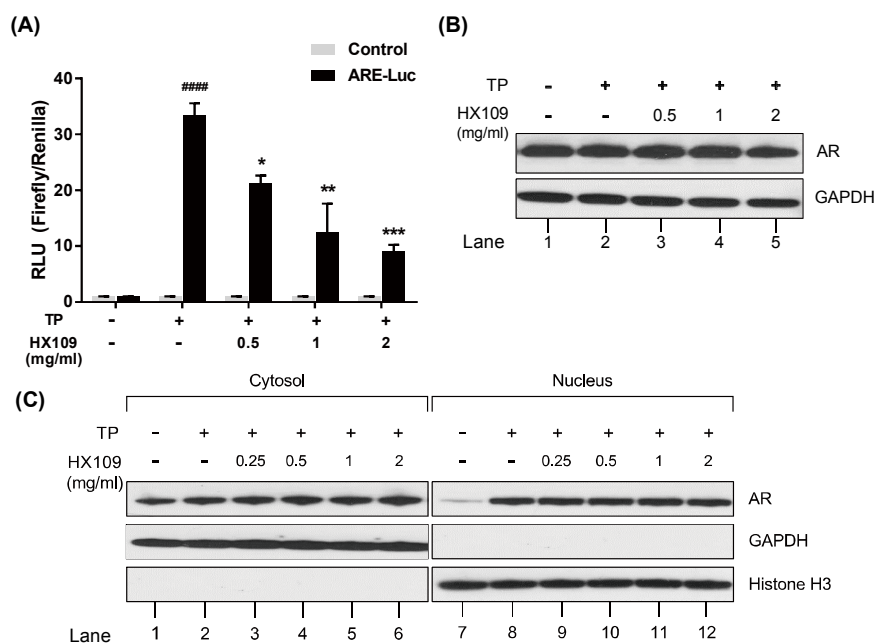 (A)
Control
ARE-Luc
RLU (Firefly/Renilla)
40
30
20
10
0
####
*
**
***
TP - + + + +
HX109 - - 0.5 1 2
(mg/ml)
(B)
TP - + + + +
HX109 - - 0.5 1 2
(mg/ml)
AR
GAPDH
Lane 1 2 3 4 5
(C)
Cytosol Nucleus
TP - + + + + + - + + + + +
HX109 - - 0.25 0.5 1 2 - - 0.25 0.5 1 2
(mg/ml)
AR
GAPDH
Histone H3
Lane 1 2 3 4 5 6 7 8 9 10 11 12